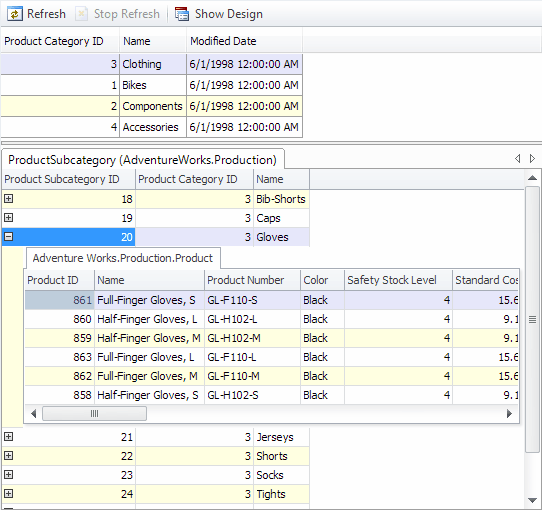 Refresh Stop Refresh Show Design
Product Category ID Name Modified Date
3 Clothing 6/1/1998 12:00:00 AM
1 Bikes 6/1/1998 12:00:00 AM
2 Components 6/1/1998 12:00:00 AM
4 Accessories 6/1/1998 12:00:00 AM
ProductSubcategory (AdventureWorks.Production)
Product Subcategory ID Product Category ID Name
18 3 Bib-Shorts
19 3 Caps
20 3 Gloves
Adventure Works.Production.Product
Product ID Name Product Number Color Safety Stock Level Standard Cos
861 Full-Finger Gloves, S GL-F110-S Black 4 15.6
860 Half-Finger Gloves, L GL-H102-L Black 4 9.1
859 Half-Finger Gloves, M GL-H102-M Black 4 9.1
863 Full-Finger Gloves, L GL-F110-L Black 4 15.6
862 Full-Finger Gloves, M GL-F110-M Black 4 15.6
858 Half-Finger Gloves, S GL-H102-S Black 4 9.1
21 3 Jerseys
22 3 Shorts
23 3 Socks
24 3 Tights